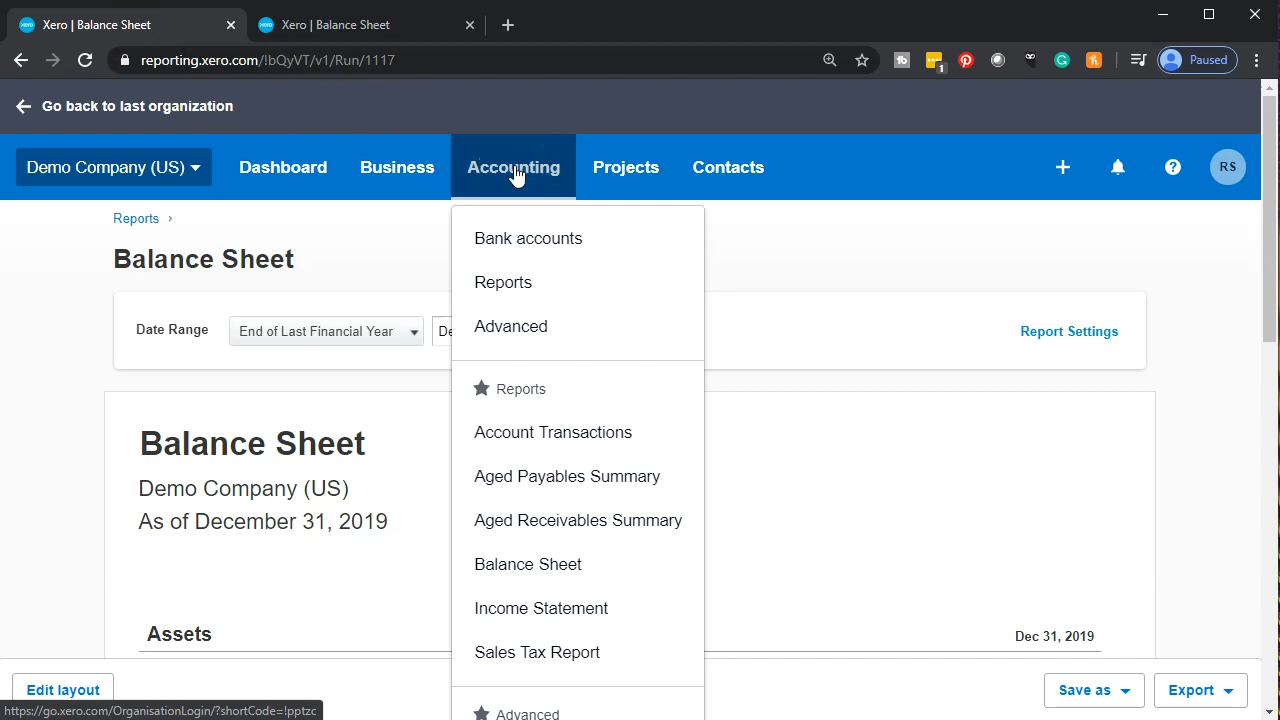 Xero | Balance Sheet
Xero | Balance Sheet
reporting.xero.com/!bQyVT/v1/Run/1117
1
Paused
Go back to last organization
Demo Company (US)
Dashboard
Business
Accounting
Projects
Contacts
RS
Reports
Balance Sheet
Date Range
End of Last Financial Year
De
Report Settings
Bank accounts
Reports
Advanced
Reports
Account Transactions
Aged Payables Summary
Aged Receivables Summary
Balance Sheet
Income Statement
Sales Tax Report
Advanced
Balance Sheet
Demo Company (US)
As of December 31, 2019
Assets
Dec 31, 2019
Edit layout
Save as
Export
https://go.xero.com/OrganisationLogin/?shortCode=!pptzc